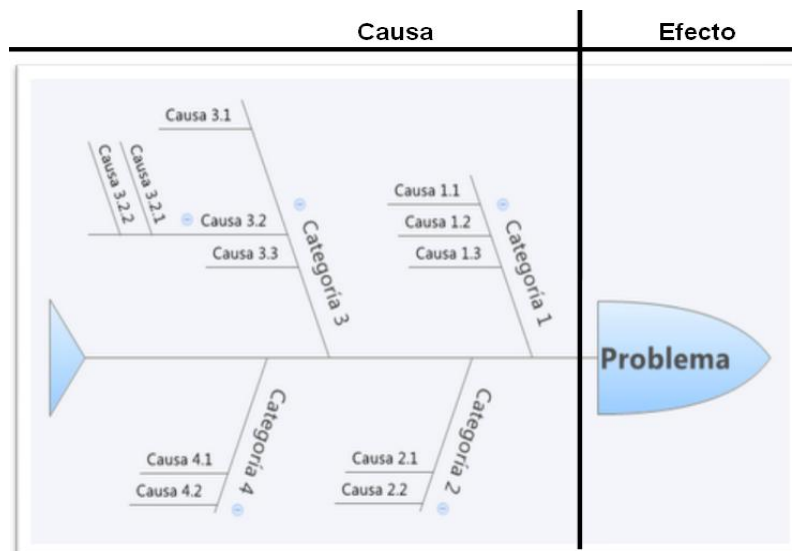 Causa
Efecto
Causa 3.1
Causa 3.2.2
Causa 3.2.1
Causa 3.2
Causa 3.3
Categoría 3
Causa 1.1
Causa 1.2
Causa 1.3
Categoría 1
Problema
Categoría 4
Causa 4.1
Causa 4.2
Categoría 2
Causa 2.1
Causa 2.2